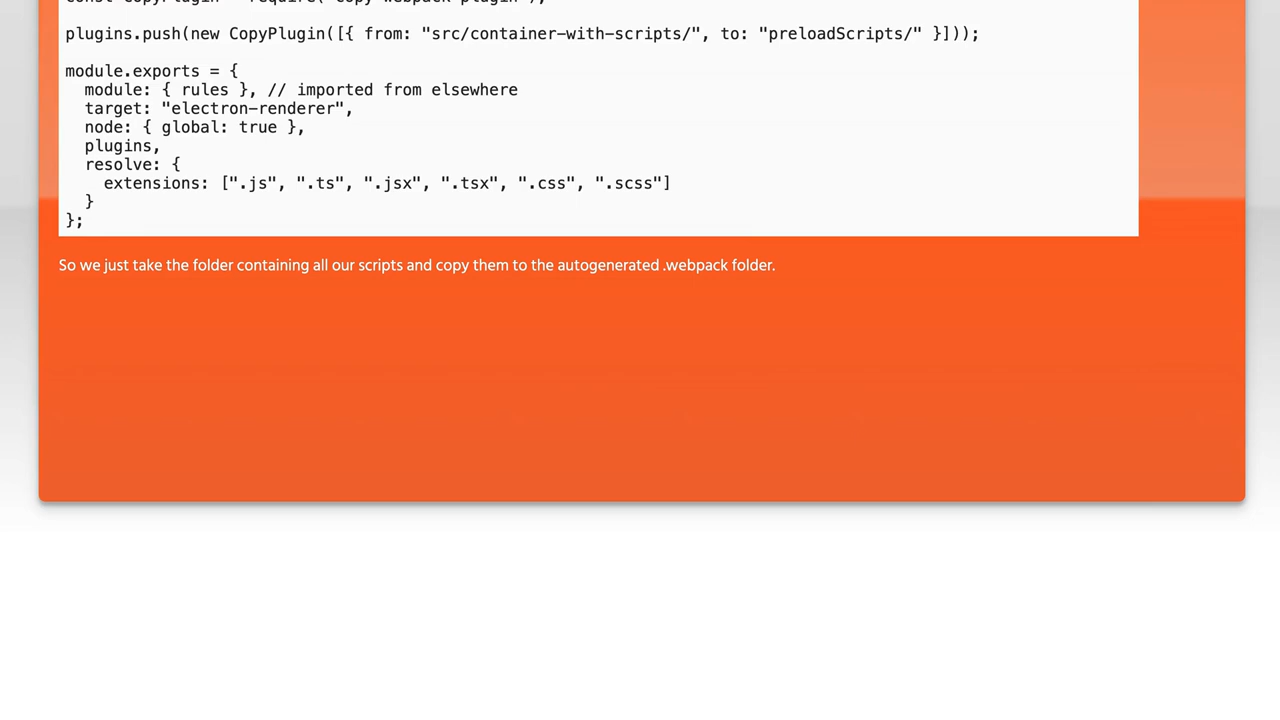 plugins.push(new CopyPlugin([{ from: "src/container-with-scripts/", to: "preloadScripts/" }]));
module.exports = {
  module: { rules }, // imported from elsewhere
  target: "electron-renderer",
  node: { global: true },
  plugins,
  resolve: {
    extensions: [".js", ".ts", ".jsx", ".tsx", ".css", ".scss"]
  }
};
So we just take the folder containing all our scripts and copy them to the autogenerated .webpack folder.